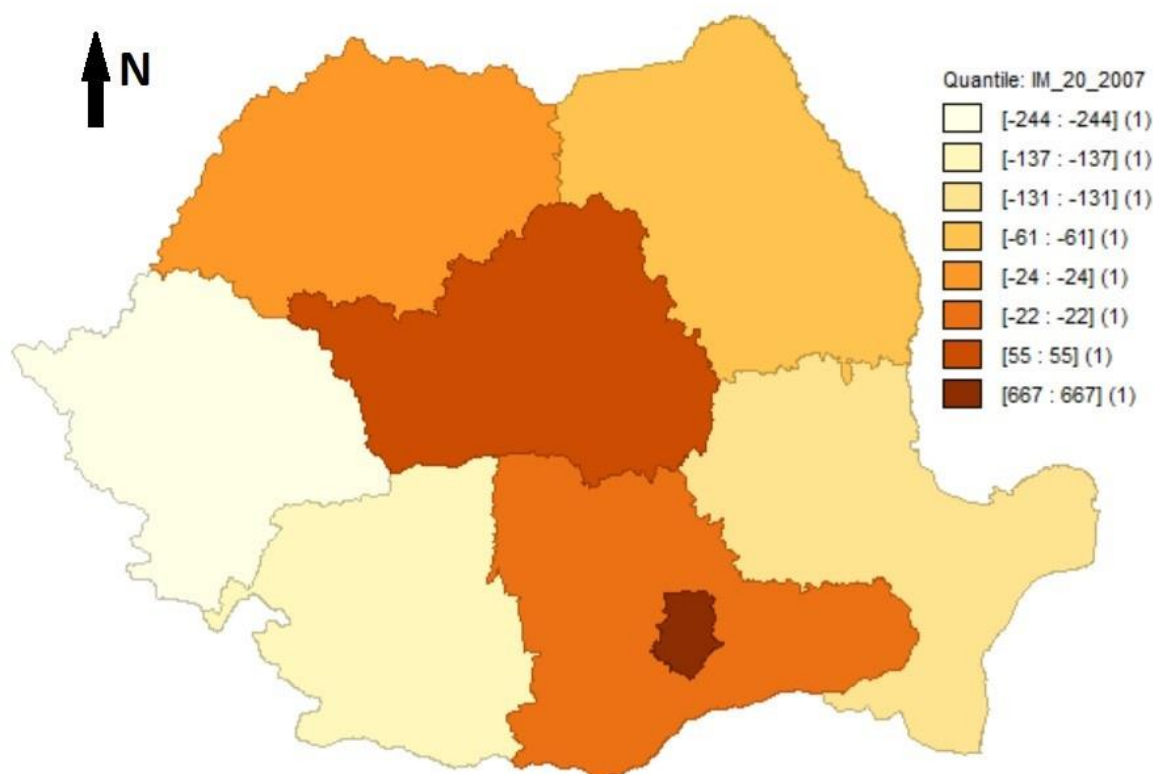 N
Quantile: IM_20_2007
[-244 : -244] (1)
[-137 : -137] (1)
[-131 : -131] (1)
[-61 : -61] (1)
[-24 : -24] (1)
[-22 : -22] (1)
[55 : 55] (1)
[667 : 667] (1)